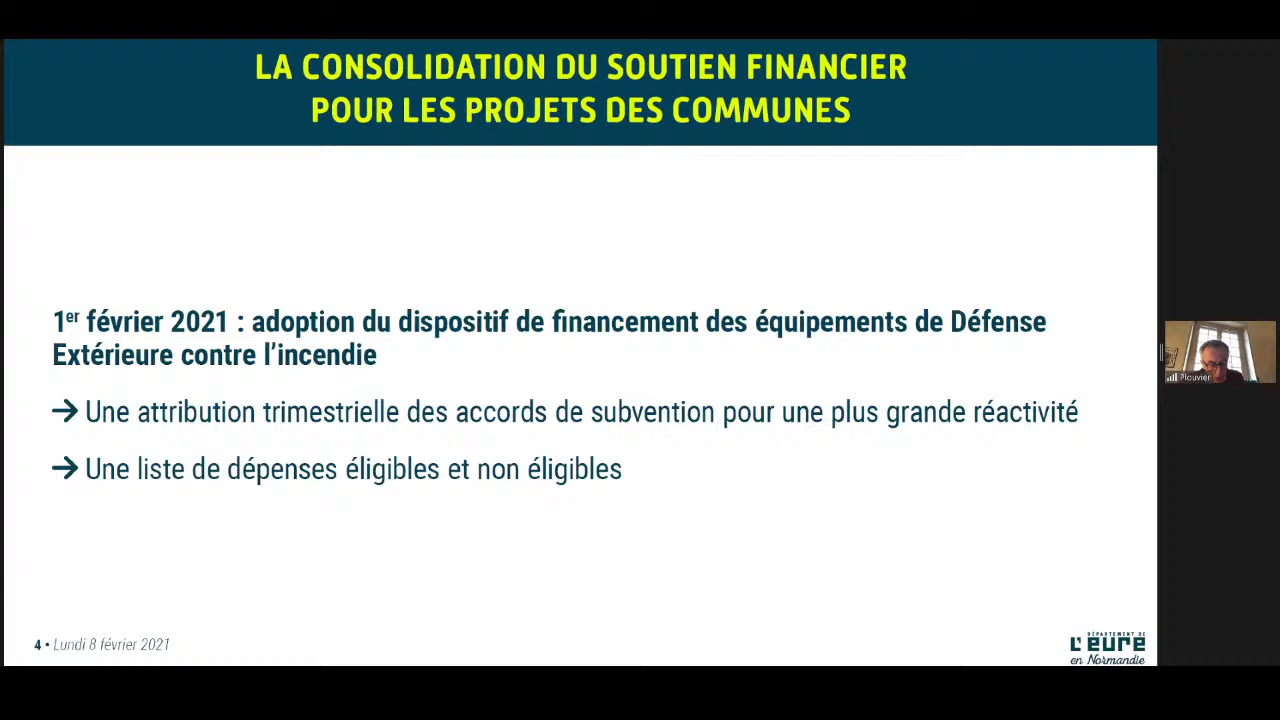 LA CONSOLIDATION DU SOUTIEN FINANCIER
POUR LES PROJETS DES COMMUNES
1er février 2021 : adoption du dispositif de financement des équipements de Défense
Extérieure contre l'incendie
→ Une attribution trimestrielle des accords de subvention pour une plus grande réactivité
→ Une liste de dépenses éligibles et non éligibles
Plouvier
4 • Lundi 8 février 2021
DÉPARTEMENT DE
L'EURE
en Normandie